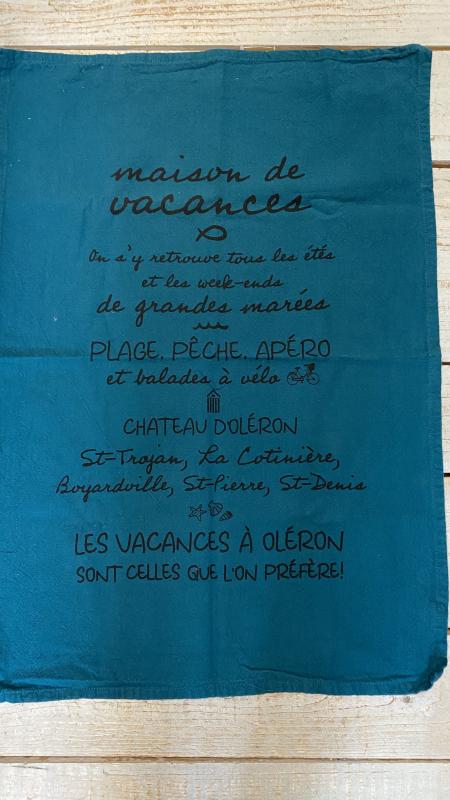 maison de
vacances
On s'y retrouve tous les étés
et les week-ends
de grandes marées
PLAGE, PÊCHE, APÉRO
et balades à vélo
CHATEAU D'OLÉRON
St-Trojan, La Cotinière,
Boyardville, St-Pierre, St-Denis
LES VACANCES À OLÉRON
SONT CELLES QUE L'ON PRÉFÈRE!